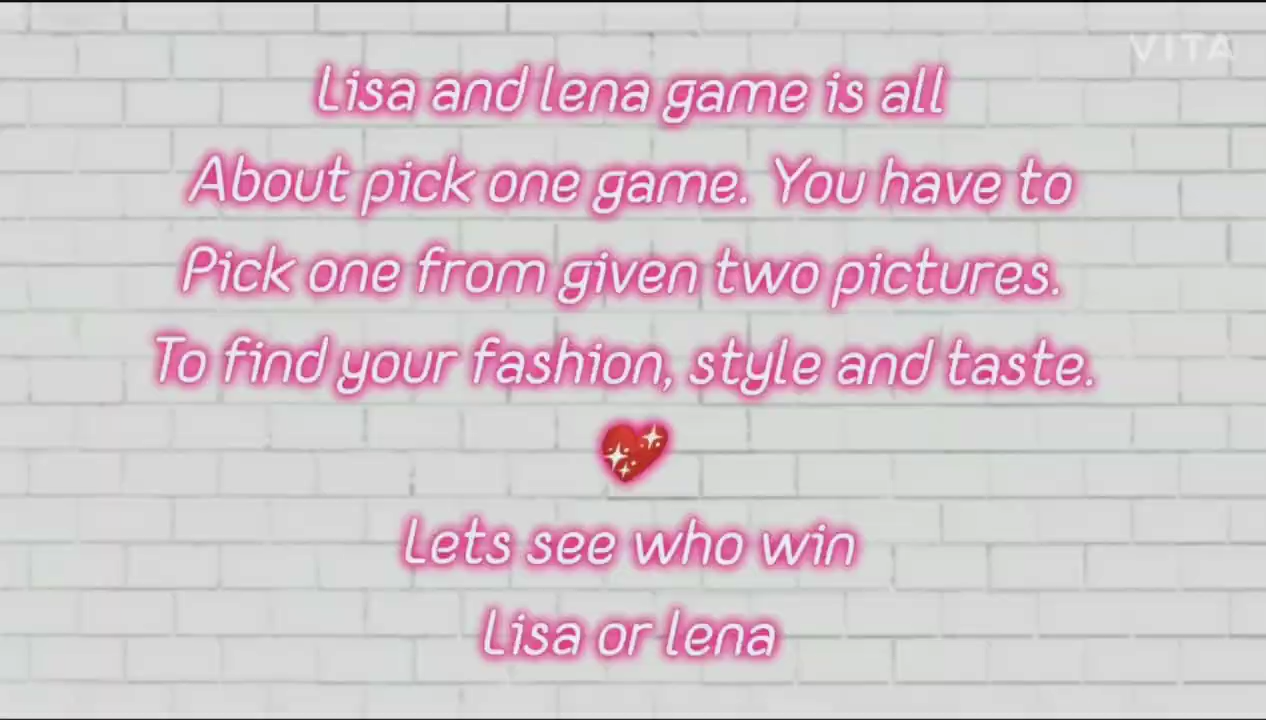 VITA
Lisa and lena game is all
About pick one game. You have to
Pick one from given two pictures.
To find your fashion, style and taste.
💖
Lets see who win
Lisa or lena